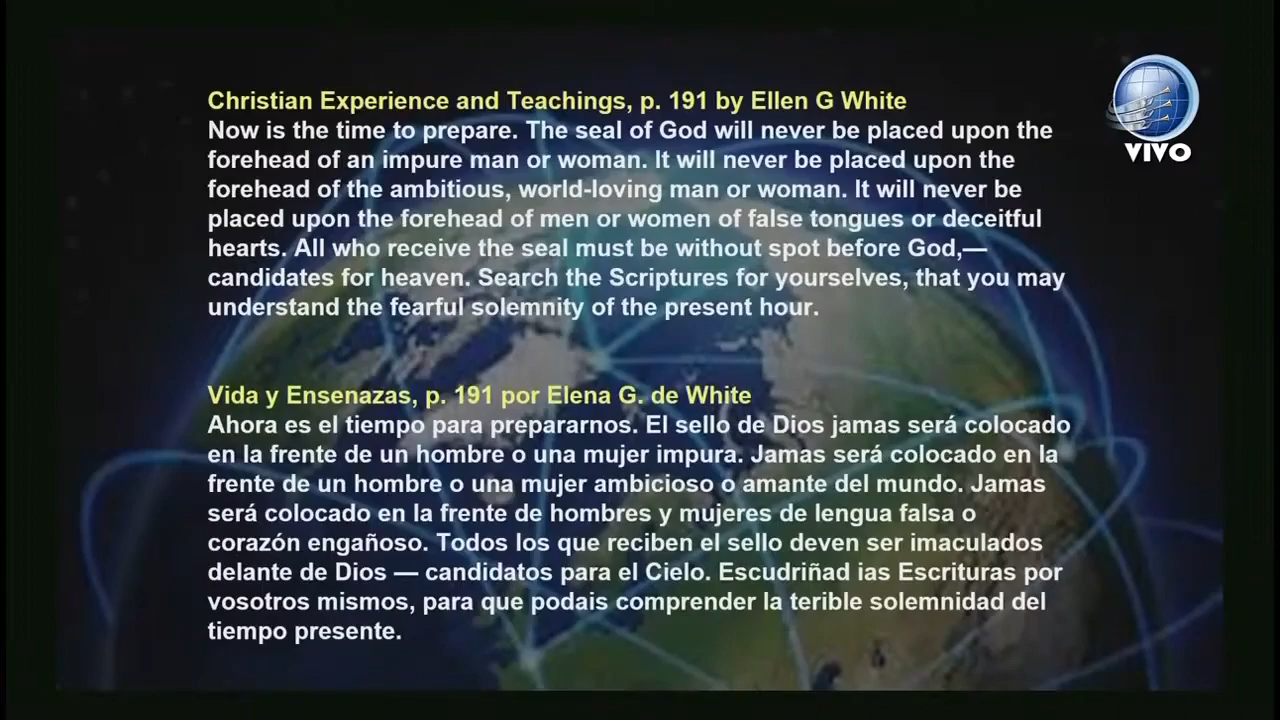 Christian Experience and Teachings, p. 191 by Ellen G White
Now is the time to prepare. The seal of God will never be placed upon the
forehead of an impure man or woman. It will never be placed upon the
forehead of the ambitious, world-loving man or woman. It will never be
placed upon the forehead of men or women of false tongues or deceitful
hearts. All who receive the seal must be without spot before God,—
candidates for heaven. Search the Scriptures for yourselves, that you may
understand the fearful solemnity of the present hour.
VIVO
Vida y Ensenazas, p. 191 por Elena G. de White
Ahora es el tiempo para prepararnos. El sello de Dios jamas será colocado
en la frente de un hombre o una mujer impura. Jamas será colocado en la
frente de un hombre o una mujer ambicioso o amante del mundo. Jamas
será colocado en la frente de hombres y mujeres de lengua falsa o
corazón engañoso. Todos los que reciben el sello deven ser imaculados
delante de Dios — candidatos para el Cielo. Escudriñad ias Escrituras por
vosotros mismos, para que podais comprender la terible solemnidad del
tiempo presente.